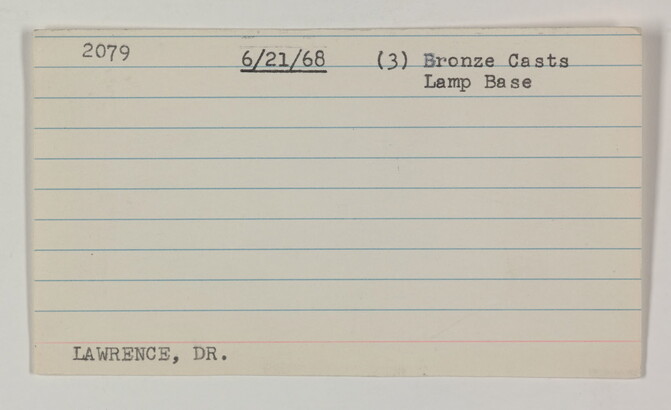 2079 6/21/68 (3) Bronze Casts
Lamp Base
LAWRENCE, DR.